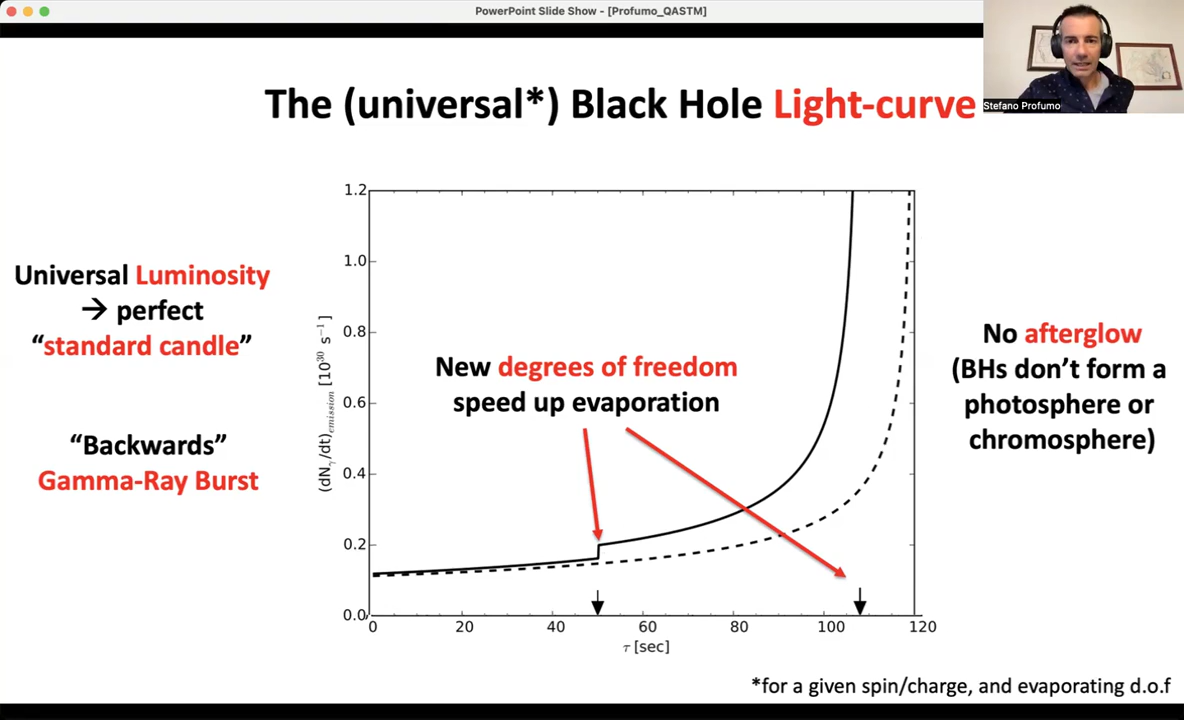 PowerPoint Slide Show - [Profumo_QASTM]
Stefano Profumo
The (universal*) Black Hole Light-curve
Universal Luminosity
→ perfect
“standard candle”
“Backwards”
Gamma-Ray Burst
(dNγ/dt)emission [10^30 s^-1]
1.2
1.0
0.8
0.6
0.4
0.2
0.0
New degrees of freedom
speed up evaporation
0 20 40 60 80 100 120
τ [sec]
No afterglow
(BHs don’t form a
photosphere or
chromosphere)
*for a given spin/charge, and evaporating d.o.f